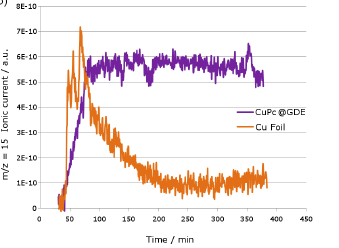 8E-10
7E-10
6E-10
5E-10
4E-10
3E-10
2E-10
1E-10
0
m/z = 15 Ionic current / a.u.
CuPc@GDE
Cu Foil
0 50 100 150 200 250 300 350 400 450
Time / min